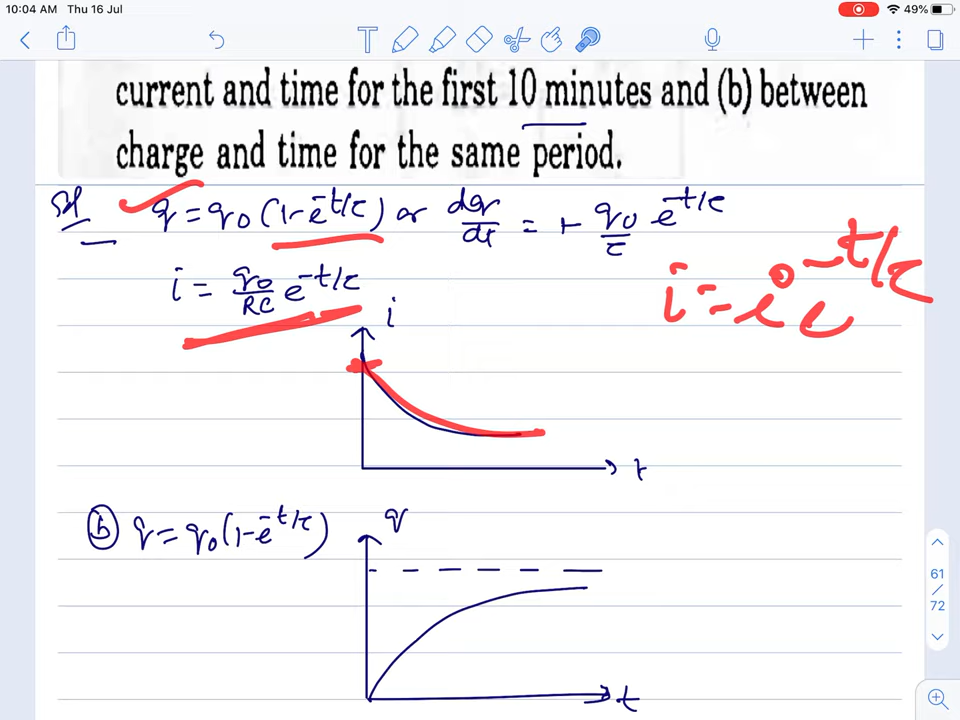 10:04 AM Thu 16 Jul
49%
current and time for the first 10 minutes and (b) between
charge and time for the same period.
Sol q = q0 (1-e^-t/τ) or dq/dt = + q0/τ e^-t/τ
i = q0/RC e^-t/τ
i = i0 e^-t/τ
i
t
(b) q = q0 (1-e^-t/τ)
q
t
61
/
72